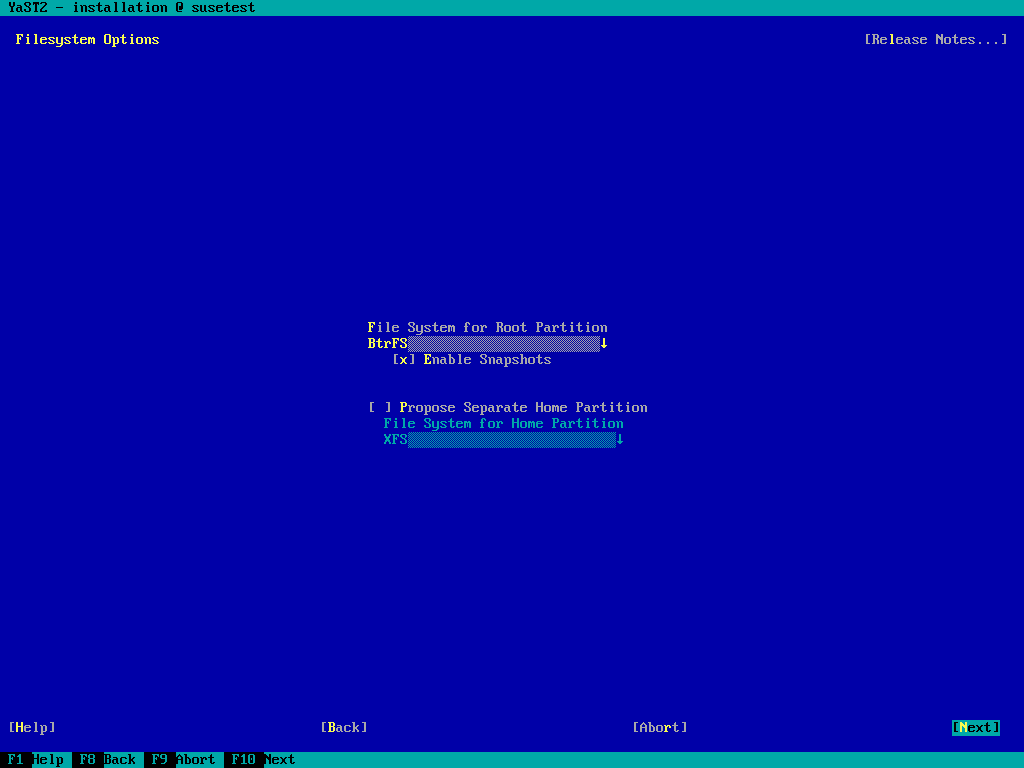 YaST2 - installation @ susetest
Filesystem Options [Release Notes...]
File System for Root Partition
BtrFS↓
[x] Enable Snapshots
[ ] Propose Separate Home Partition
File System for Home Partition
XFS↓
[Help] [Back] [Abort] [Next]
F1 Help F8 Back F9 Abort F10 Next